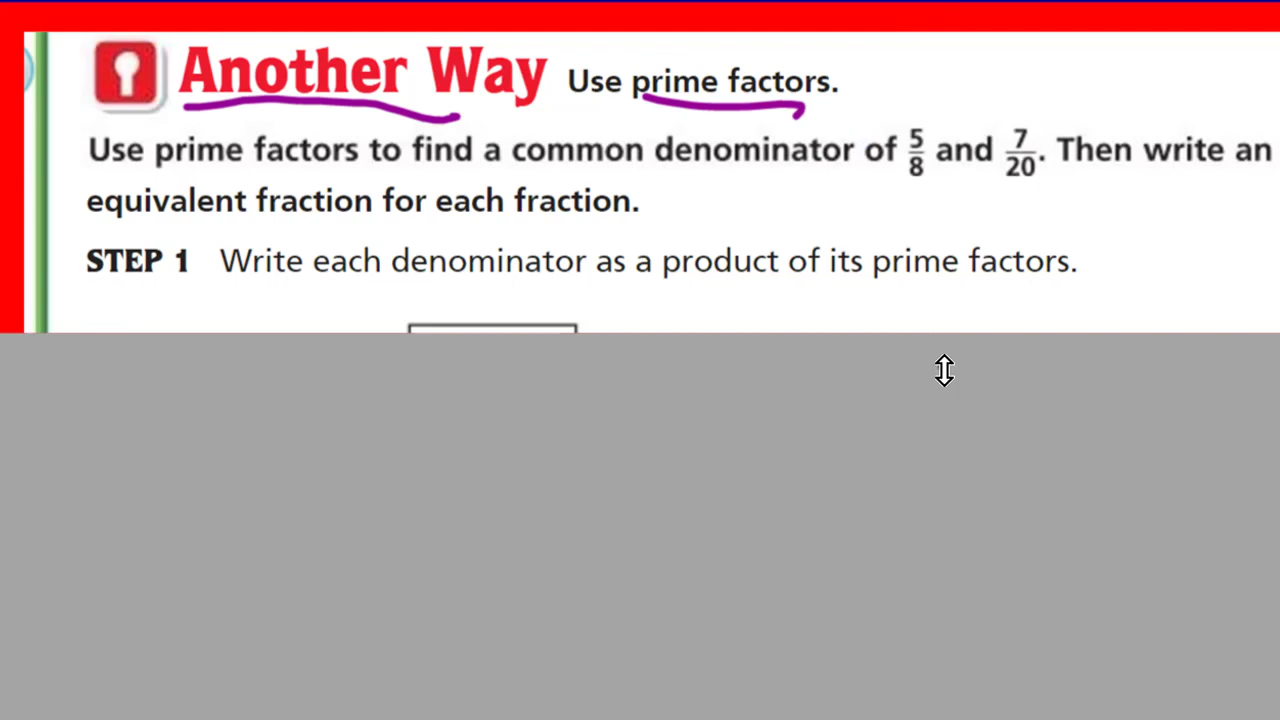 Another Way Use prime factors.
Use prime factors to find a common denominator of 5/8 and 7/20. Then write an
equivalent fraction for each fraction.
STEP 1 Write each denominator as a product of its prime factors.